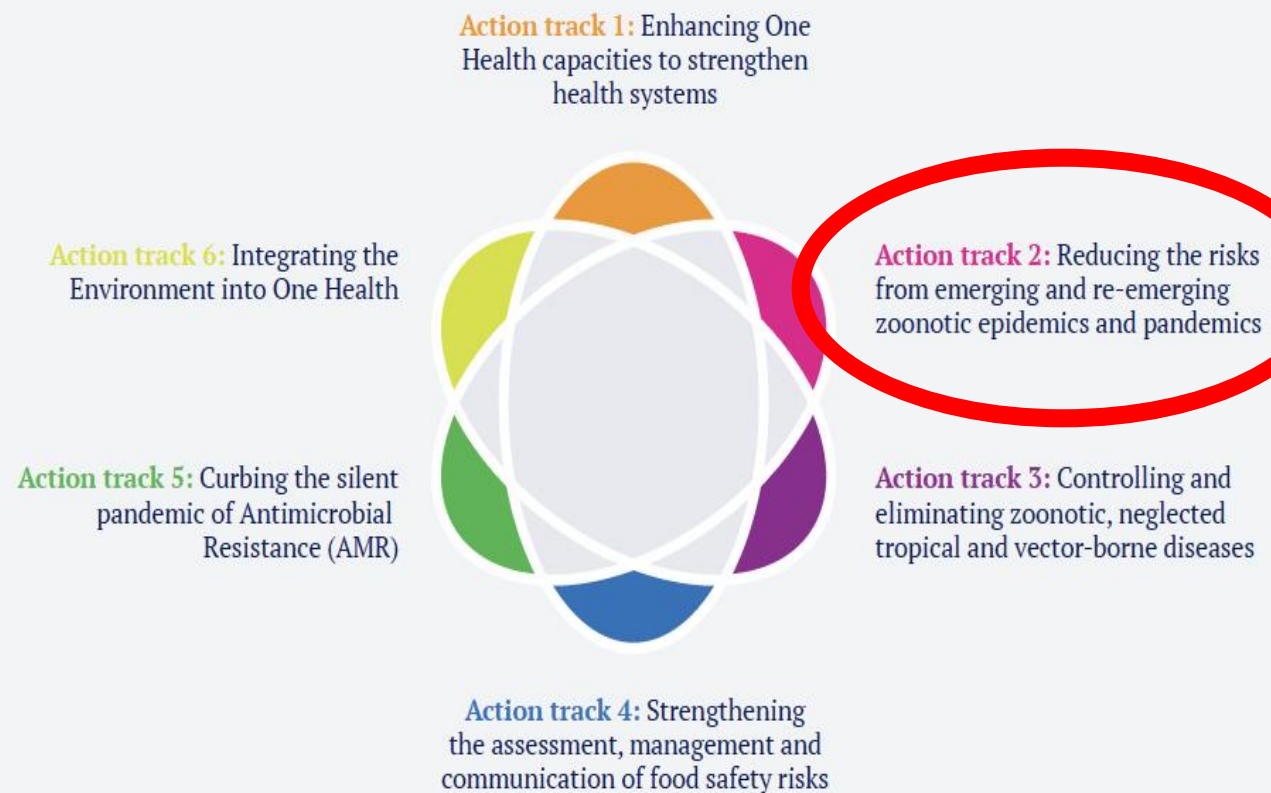 Action track 1: Enhancing One
Health capacities to strengthen
health systems
Action track 2: Reducing the risks
from emerging and re-emerging
zoonotic epidemics and pandemics
Action track 3: Controlling and
eliminating zoonotic, neglected
tropical and vector-borne diseases
Action track 4: Strengthening
the assessment, management and
communication of food safety risks
Action track 5: Curbing the silent
pandemic of Antimicrobial
Resistance (AMR)
Action track 6: Integrating the
Environment into One Health